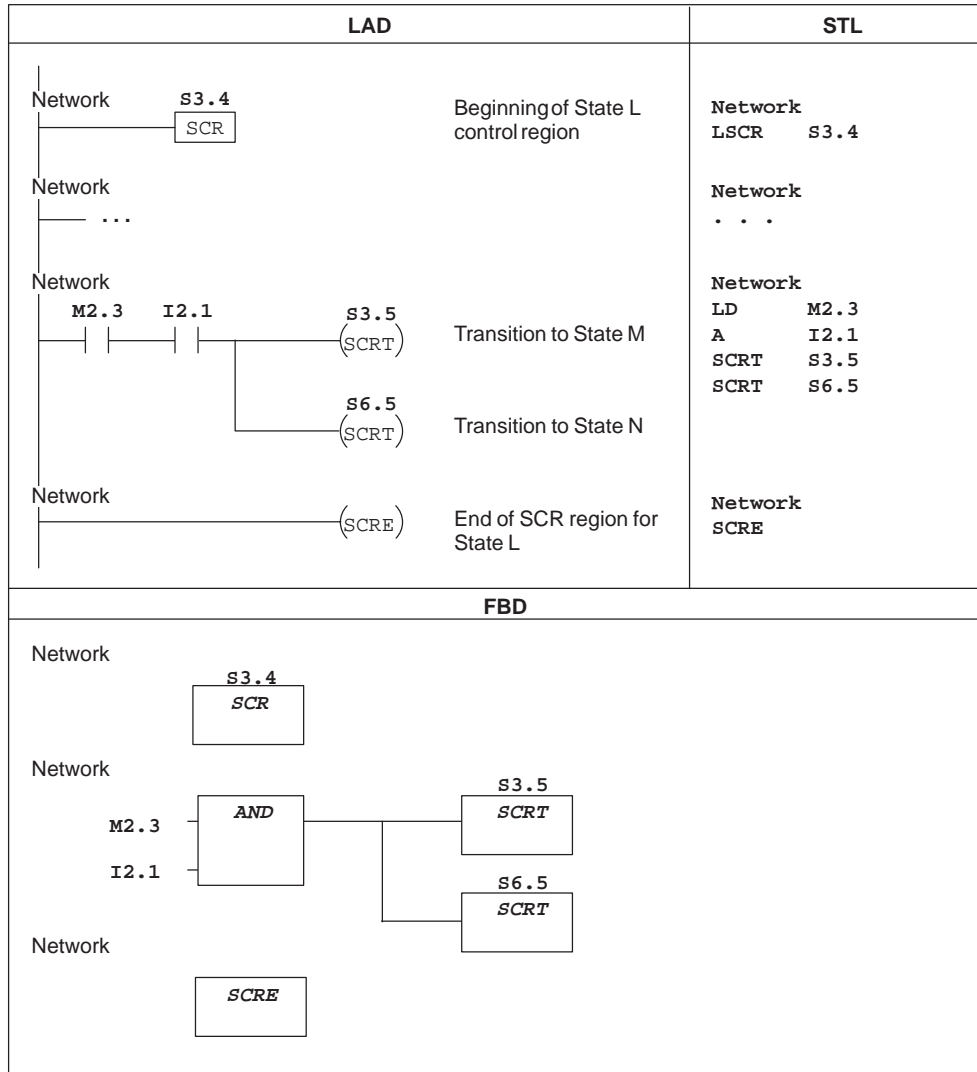 LAD
STL
Network
S3.4
SCR
Beginning of State L
control region
Network
LSCR S3.4
Network
...
Network
. . .
Network
M2.3 I2.1
S3.5
SCRT
Transition to State M
S6.5
SCRT
Transition to State N
Network
LD M2.3
A I2.1
SCRT S3.5
SCRT S6.5
Network
SCRE
End of SCR region for
State L
Network
SCRE
FBD
Network
S3.4
SCR
Network
M2.3
I2.1
AND
S3.5
SCRT
S6.5
SCRT
Network
SCRE